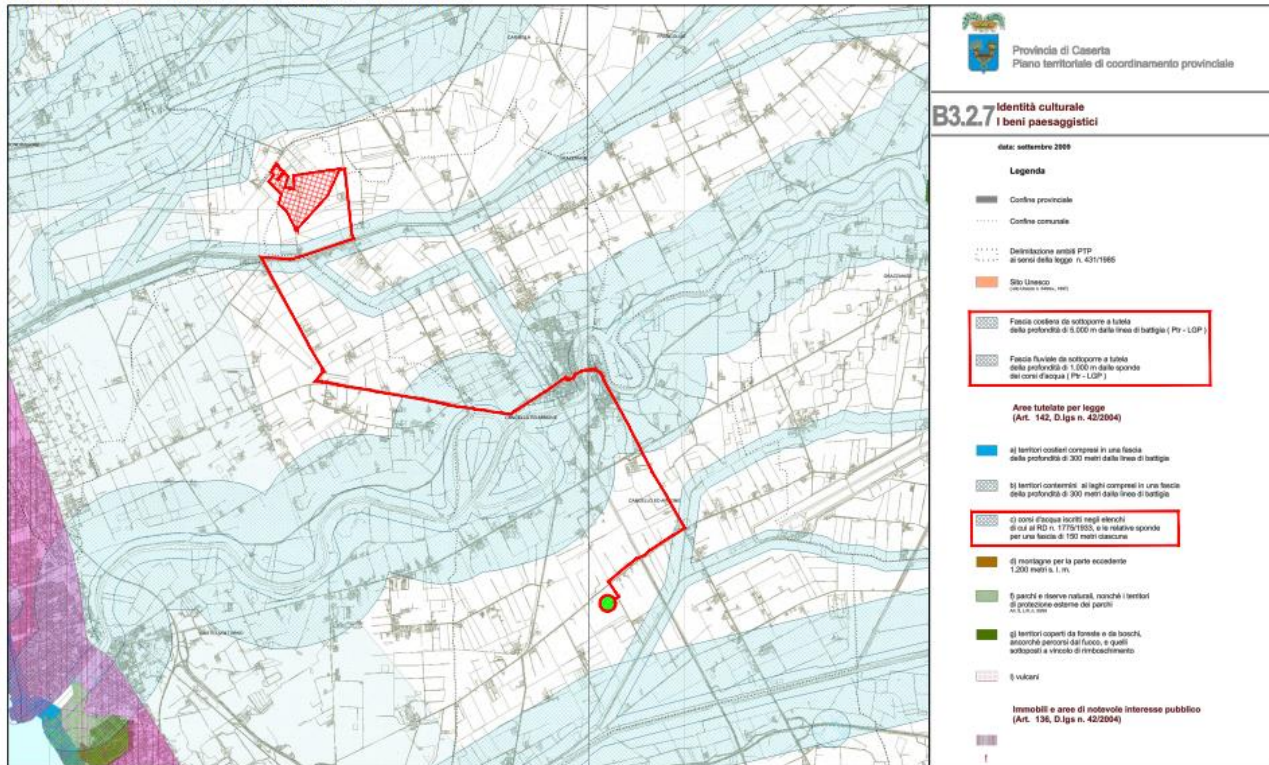 CANCELLO ED ARNONE
CANCELLO ED ARNONE
Provincia di Caserta
Piano territoriale di coordinamento provinciale
B3.2.7
Identità culturale
I beni paesaggistici
data: settembre 2009
Legenda
Confine provinciale
Confine comunale
Delimitazione ambiti PTP
ai sensi della legge n. 431/1985
Sito Unesco
Fascia costiera da sottoporre a tutela
della profondità di 5.000 m dalla linea di battigia ( Ptr - LGP )
Fascia fluviale da sottoporre a tutela
della profondità di 1.000 m dalle sponde
dei corsi d'acqua ( Ptr - LGP )
Aree tutelate per legge
(Art. 142, D.lgs n. 42/2004)
a) territori costieri compresi in una fascia
della profondità di 300 metri dalla linea di battigia
b) territori contermini ai laghi compresi in una fascia
della profondità di 300 metri dalla linea di battigia
c) corsi d'acqua iscritti negli elenchi
di cui al RD n. 1775/1933, e le relative sponde
per una fascia di 150 metri ciascuna
d) montagne per la parte eccedente
1.200 metri s. l. m.
f) parchi e riserve naturali, nonché i territori
di protezione esterna dei parchi
g) territori coperti da foreste e da boschi,
ancorchè percorsi dal fuoco, e quelli
sottoposti a vincolo di rimboschimento
l) vulcani
Immobili e aree di notevole interesse pubblico
(Art. 136, D.lgs n. 42/2004)